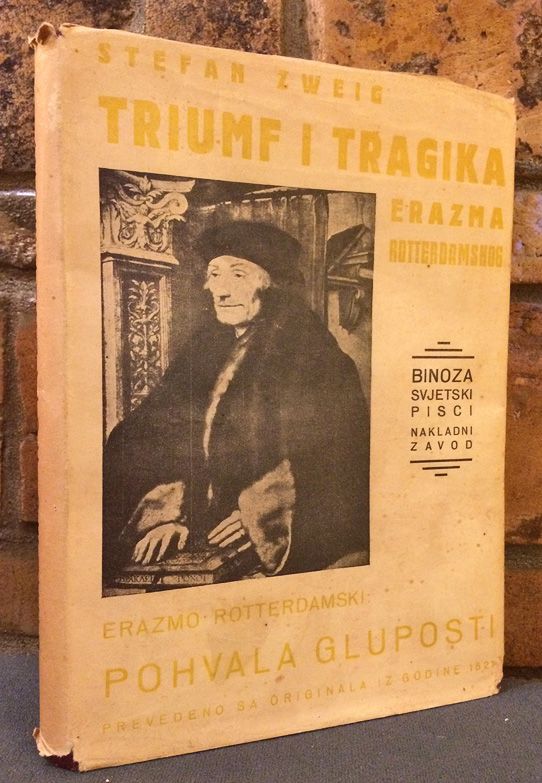 STEFAN ZWEIG
TRIUMF I TRAGIKA
ERAZMA
ROTTERDAMSKOG
BINOZA
SVJETSKI
PISCI
NAKLADNI
ZAVOD
ERAZMO ROTTERDAMSKI:
POHVALA GLUPOSTI
PREVEDENO SA ORIGINALA IZ GODINE